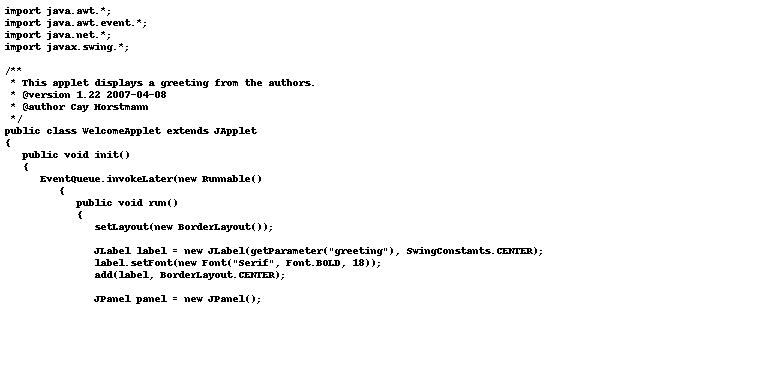 import java.awt.*;
import java.awt.event.*;
import java.net.*;
import javax.swing.*;

/**
 * This applet displays a greeting from the authors.
 * @version 1.22 2007-04-08
 * @author Cay Horstmann
 */
public class WelcomeApplet extends JApplet
{
   public void init()
   {
      EventQueue.invokeLater(new Runnable()
         {
            public void run()
            {
               setLayout(new BorderLayout());

               JLabel label = new JLabel(getParameter("greeting"), SwingConstants.CENTER);
               label.setFont(new Font("Serif", Font.BOLD, 18));
               add(label, BorderLayout.CENTER);

               JPanel panel = new JPanel();